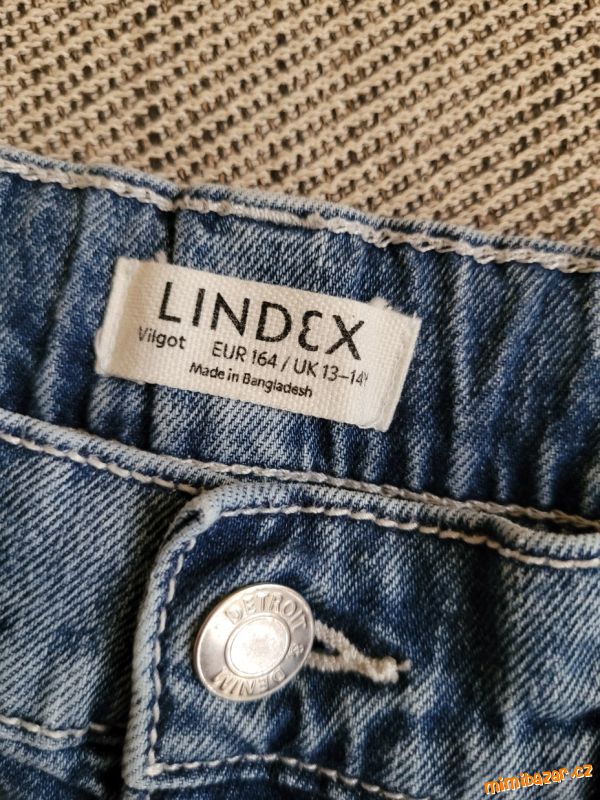 LINDEX
Vilgot EUR 164 / UK 13-14Y
Made in Bangladesh
DETROIT
DENIM
mimibazar.cz